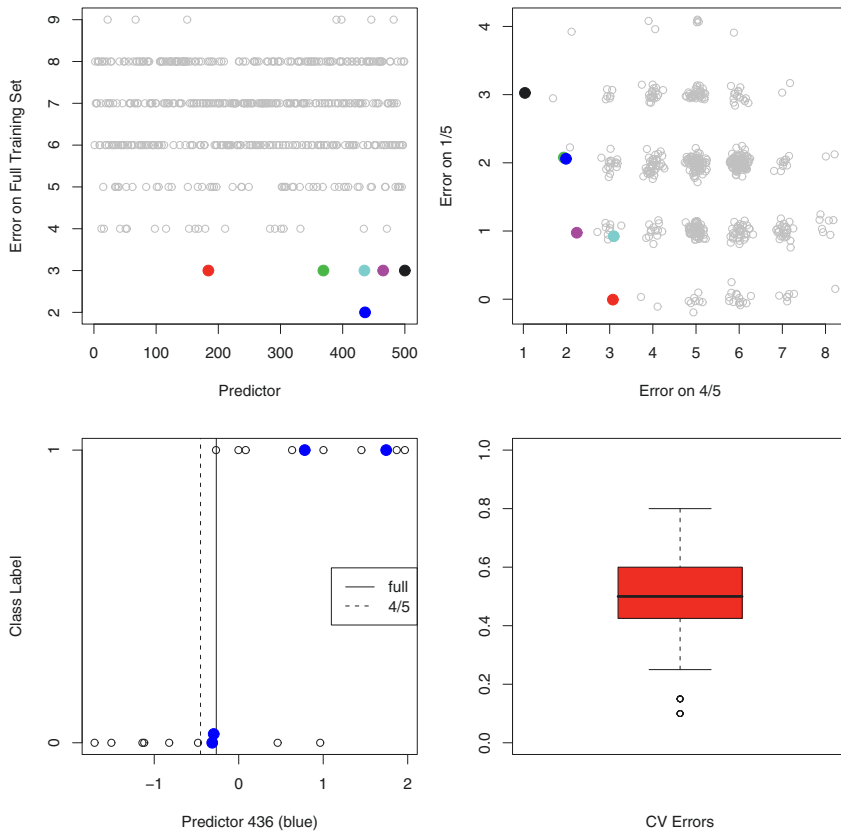 Error on Full Training Set
9
8
7
6
5
4
3
2
0 100 200 300 400 500
Predictor
Error on 1/5
4
3
2
1
0
1 2 3 4 5 6 7 8
Error on 4/5
Class Label
1
0
full
4/5
−1 0 1 2
Predictor 436 (blue)
1.0
0.8
0.6
0.4
0.2
0.0
CV Errors